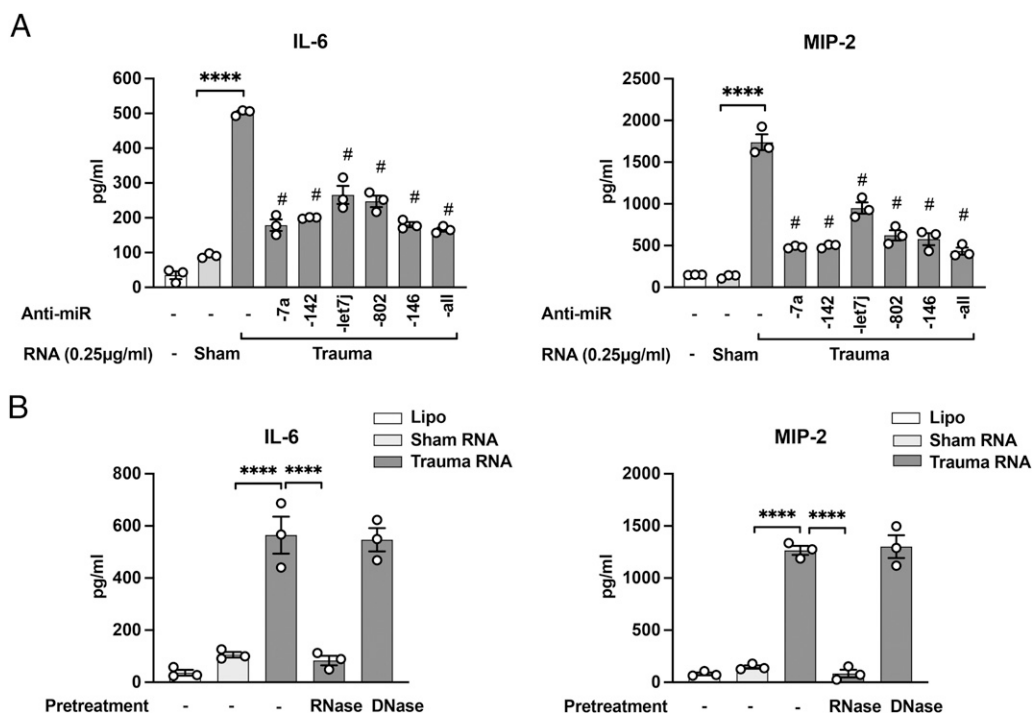 A
IL-6
****
600
500
400
300
200
100
0
pg/ml
# # # # # #
Anti-miR
- - - -7a -142 -let7j -802 -146 -all
RNA (0.25μg/ml) - Sham Trauma
MIP-2
****
2500
2000
1500
1000
500
0
pg/ml
# # # # # #
Anti-miR
- - - -7a -142 -let7j -802 -146 -all
RNA (0.25μg/ml) - Sham Trauma
B
IL-6
Lipo
Sham RNA
Trauma RNA
**** ****
800
600
400
200
0
pg/ml
Pretreatment - - - RNase DNase
MIP-2
Lipo
Sham RNA
Trauma RNA
**** ****
2000
1500
1000
500
0
pg/ml
Pretreatment - - - RNase DNase